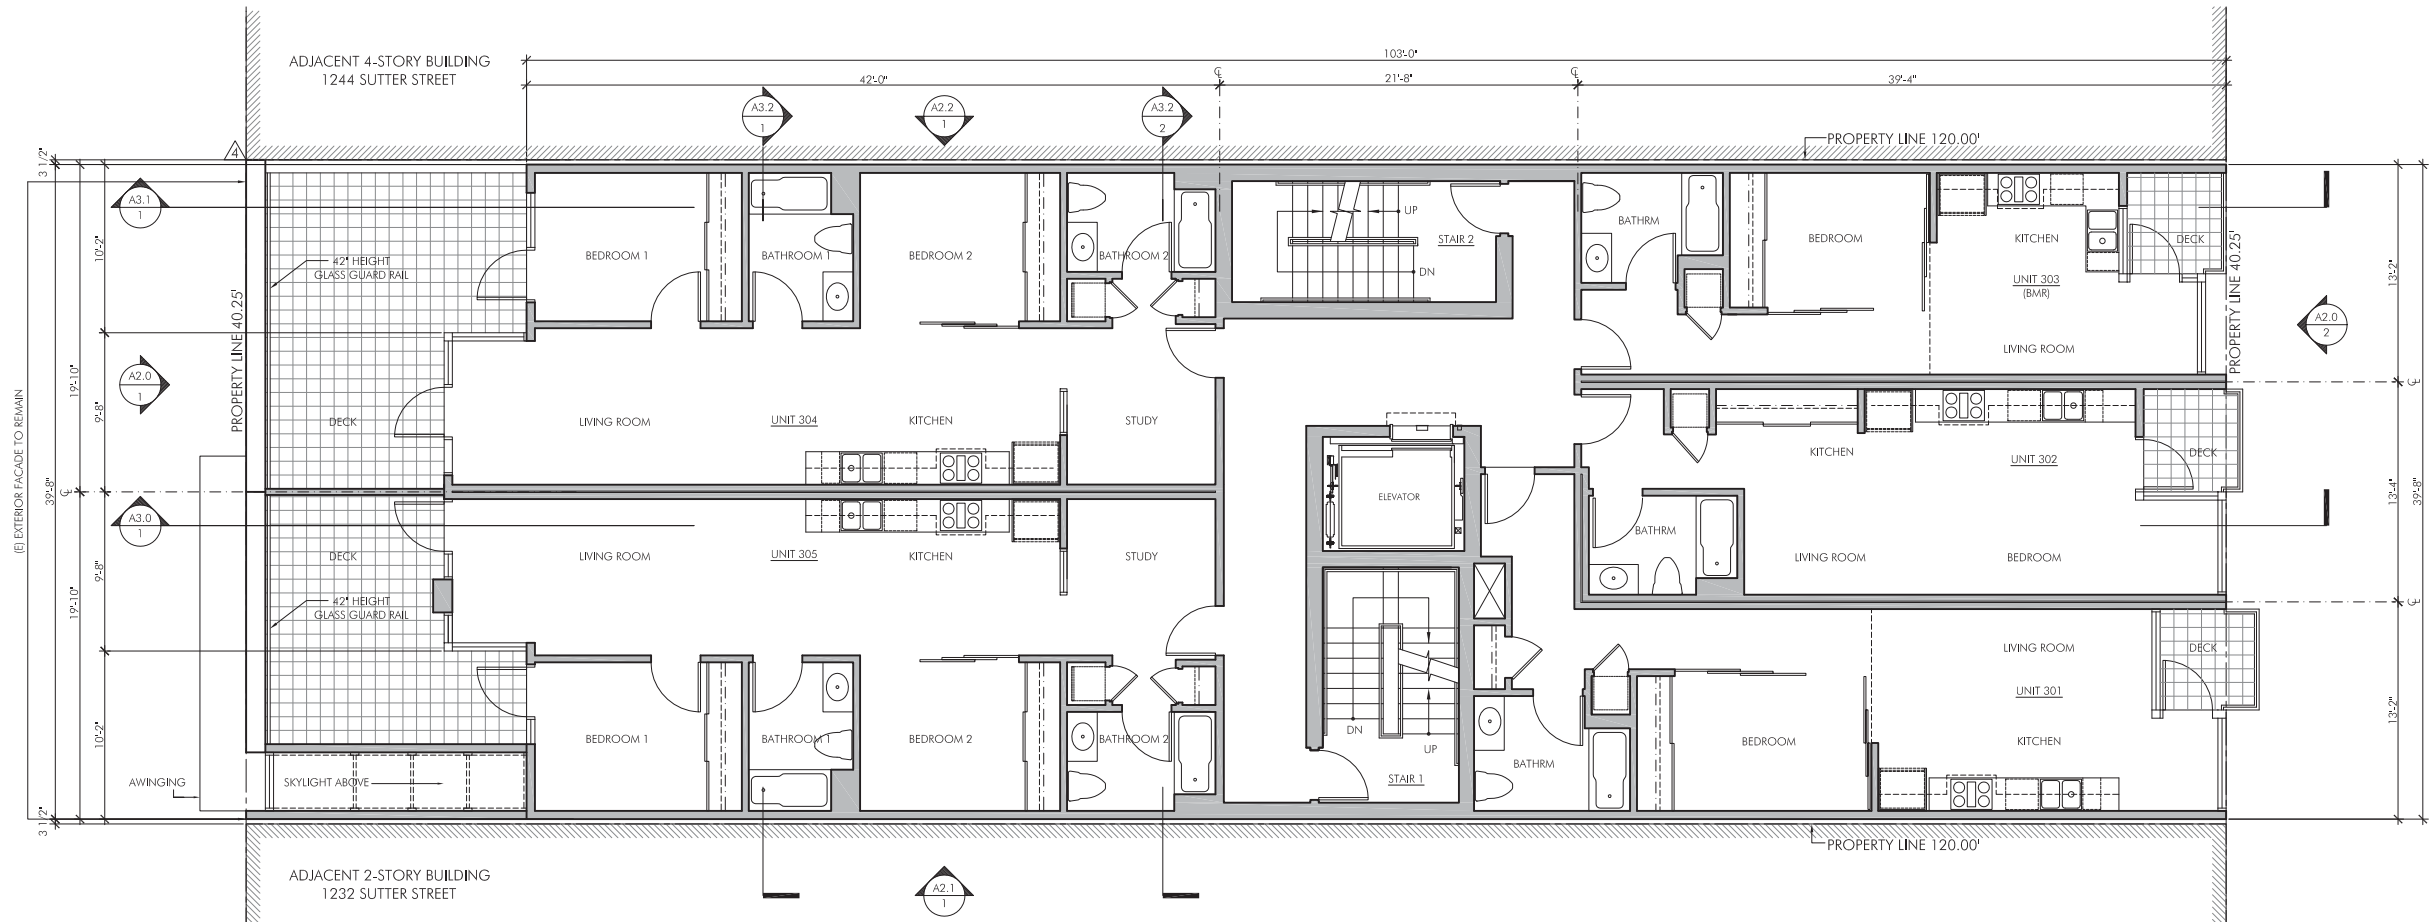 ADJACENT 4-STORY BUILDING
1244 SUTTER STREET
103'-0"
42'-0"
21'-8"
39'-4"
A3.2
1
A2.2
1
A3.2
2
PROPERTY LINE 120.00'
4
3 1/2"
A3.1
1
10'-2"
42" HEIGHT
GLASS GUARD RAIL
PROPERTY LINE 40.25'
BEDROOM 1
BATHROOM 1
BEDROOM 2
BATHROOM 2
UP
STAIR 2
DN
BATHRM
BEDROOM
KITCHEN
DECK
UNIT 303
(BMR)
LIVING ROOM
PROPERTY LINE 40.25'
13'-2"
A2.0
2
A2.0
1
19'-10"
9'-8"
(E) EXTERIOR FACADE TO REMAIN
39'-8"
DECK
LIVING ROOM
UNIT 304
KITCHEN
STUDY
KITCHEN
UNIT 302
DECK
ELEVATOR
BATHRM
LIVING ROOM
BEDROOM
13'-4"
39'-8"
A3.0
1
9'-8"
19'-10"
DECK
LIVING ROOM
UNIT 305
KITCHEN
STUDY
42" HEIGHT
GLASS GUARD RAIL
LIVING ROOM
DECK
UNIT 301
KITCHEN
BEDROOM
BATHRM
13'-2"
10'-2"
BEDROOM 1
BATHROOM 1
BEDROOM 2
BATHROOM 2
DN
UP
STAIR 1
AWINGING
SKYLIGHT ABOVE
3 1/2"
PROPERTY LINE 120.00'
ADJACENT 2-STORY BUILDING
1232 SUTTER STREET
A2.1
1